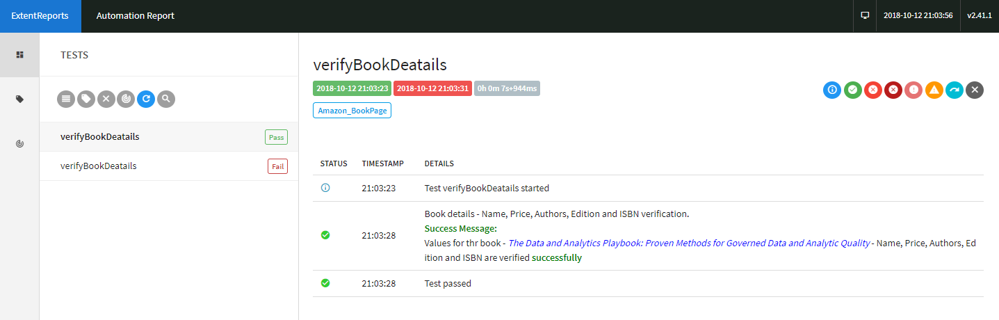 ExtentReports Automation Report 2018-10-12 21:03:56 v2.41.1
TESTS
verifyBookDeatails Pass
verifyBookDeatails Fail
verifyBookDeatails
2018-10-12 21:03:23 2018-10-12 21:03:31 0h 0m 7s+944ms
Amazon_BookPage
STATUS TIMESTAMP DETAILS
21:03:23 Test verifyBookDeatails started
Book details - Name, Price, Authors, Edition and ISBN verification.
Success Message:
21:03:28
Values for thr book - The Data and Analytics Playbook: Proven Methods for Governed Data and Analytic Quality - Name, Price, Authors, Ed
ition and ISBN are verified successfully
21:03:28 Test passed